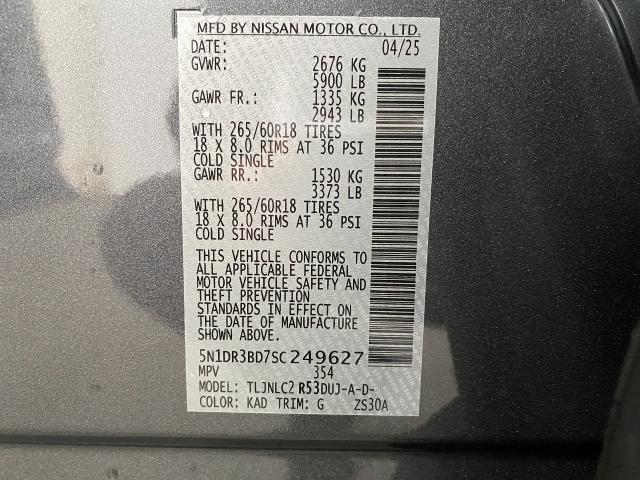 MFD BY NISSAN MOTOR CO., LTD.
DATE: 04/25
GVWR: 2676 KG
5900 LB
GAWR FR.: 1335 KG
2943 LB
WITH 265/60R18 TIRES
18 X 8.0 RIMS AT 36 PSI
COLD SINGLE
GAWR RR.: 1530 KG
3373 LB
WITH 265/60R18 TIRES
18 X 8.0 RIMS AT 36 PSI
COLD SINGLE
THIS VEHICLE CONFORMS TO
ALL APPLICABLE FEDERAL
MOTOR VEHICLE SAFETY AND
THEFT PREVENTION
STANDARDS IN EFFECT ON
THE DATE OF MANUFACTURE
SHOWN ABOVE.
5N1DR3BD7SC249627
MPV 354
MODEL: TLJNLC2 R53DUJ-A-D-
COLOR: KAD TRIM: G ZS30A